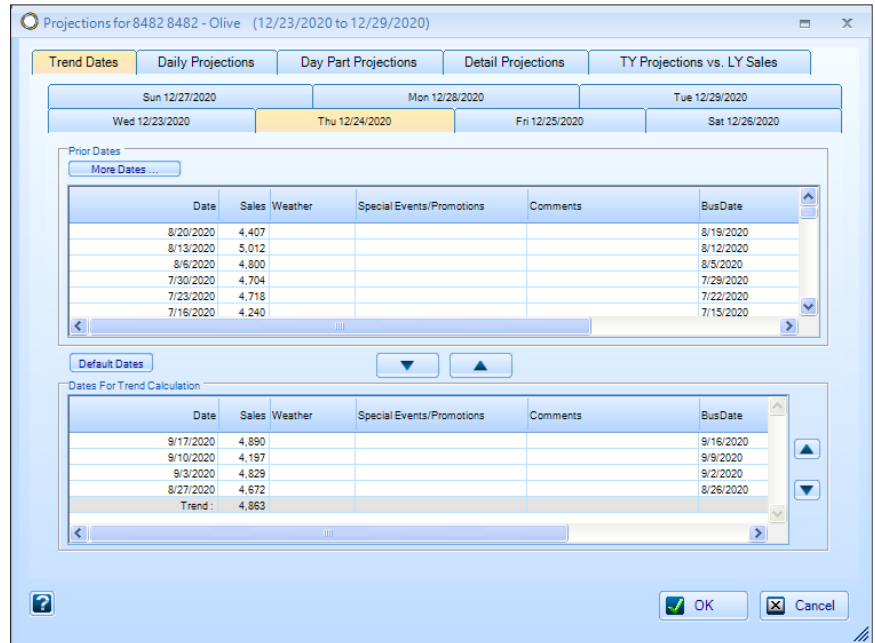 Projections for 8482 8482 - Olive (12/23/2020 to 12/29/2020)
Trend Dates Daily Projections Day Part Projections Detail Projections TY Projections vs. LY Sales
Sun 12/27/2020 Mon 12/28/2020 Tue 12/29/2020
Wed 12/23/2020 Thu 12/24/2020 Fri 12/25/2020 Sat 12/26/2020
Prior Dates
More Dates ...
Date Sales Weather Special Events/Promotions Comments BusDate
8/20/2020 4,407 8/19/2020
8/13/2020 5,012 8/12/2020
8/6/2020 4,800 8/5/2020
7/30/2020 4,704 7/29/2020
7/23/2020 4,718 7/22/2020
7/16/2020 4,240 7/15/2020
Default Dates
Dates For Trend Calculation
Date Sales Weather Special Events/Promotions Comments BusDate
9/17/2020 4,890 9/16/2020
9/10/2020 4,197 9/9/2020
9/3/2020 4,829 9/2/2020
8/27/2020 4,672 8/26/2020
Trend : 4,863
? OK Cancel